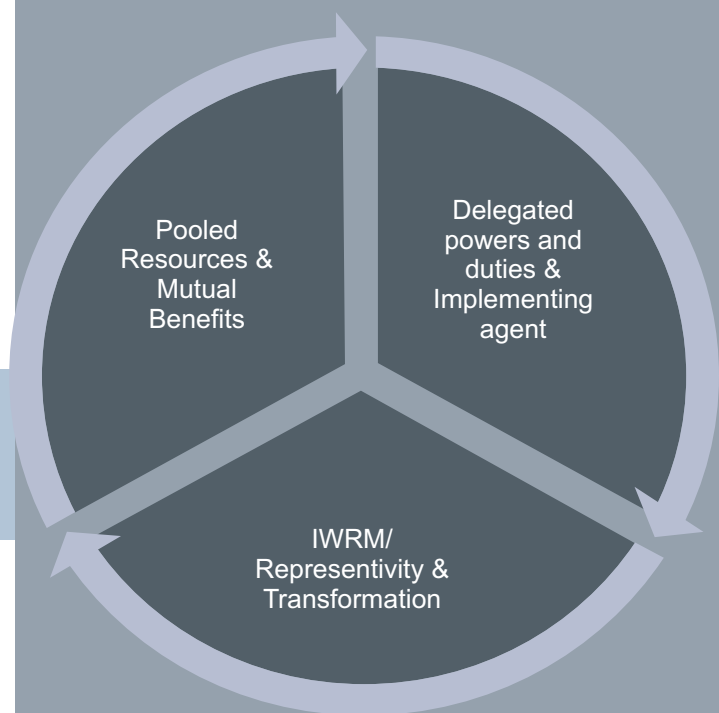 Pooled
Resources &
Mutual
Benefits
Delegated
powers and
duties &
Implementing
agent
IWRM/
Representivity &
Transformation